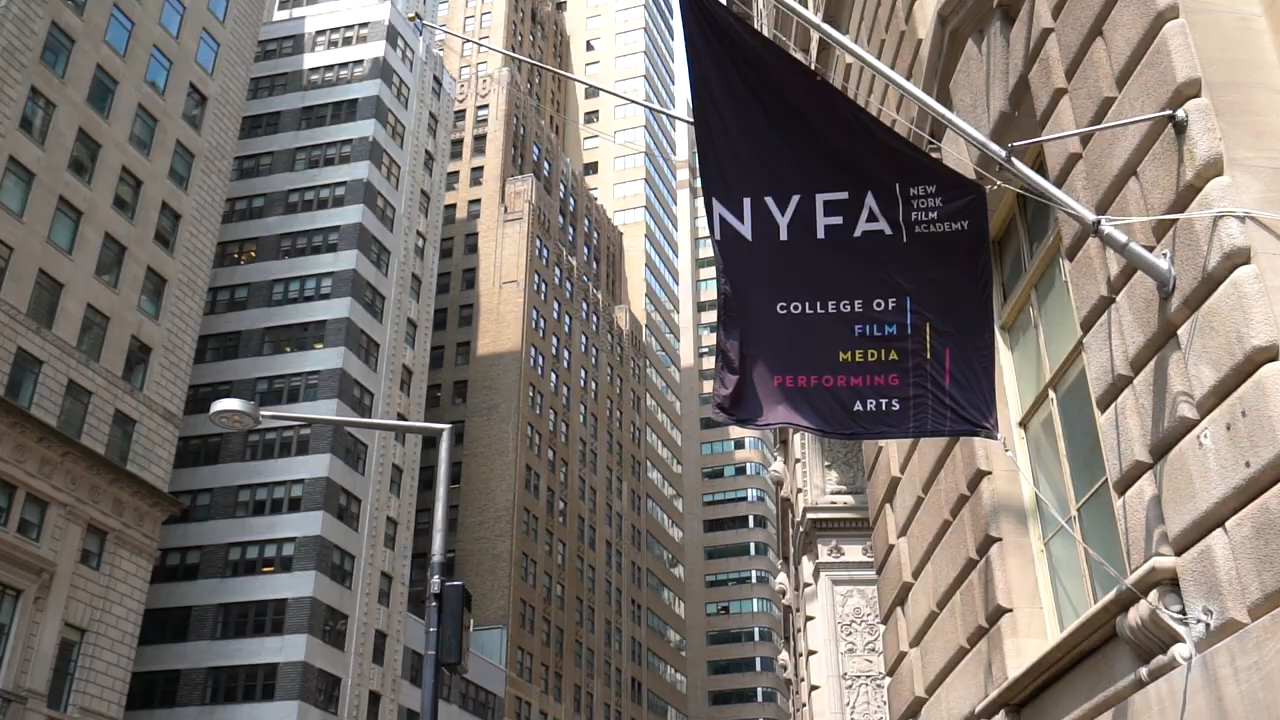 NYFA
NEW
YORK
FILM
ACADEMY
COLLEGE OF
FILM
MEDIA
PERFORMING
ARTS